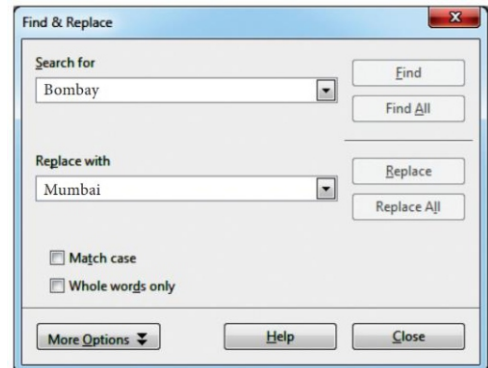 Find & Replace
Search for
Bombay
Find
Find All
Replace with
Mumbai
Replace
Replace All
Match case
Whole words only
More Options
Help
Close